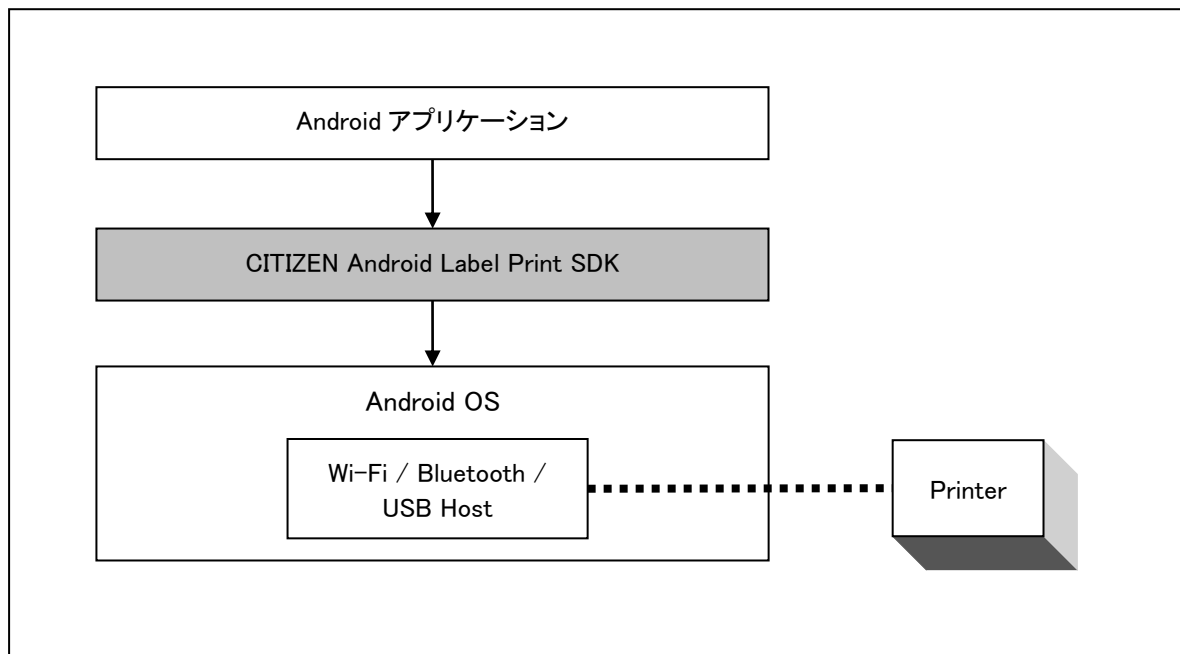 Android アプリケーション
CITIZEN Android Label Print SDK
Android OS
Wi-Fi / Bluetooth /
USB Host
Printer